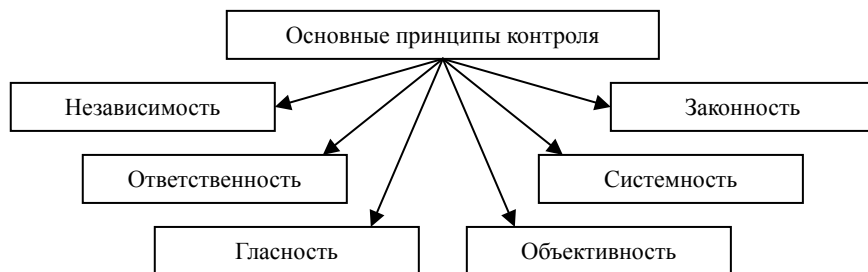 Основные принципы контроля
Независимость
Законность
Ответственность
Системность
Гласность
Объективность